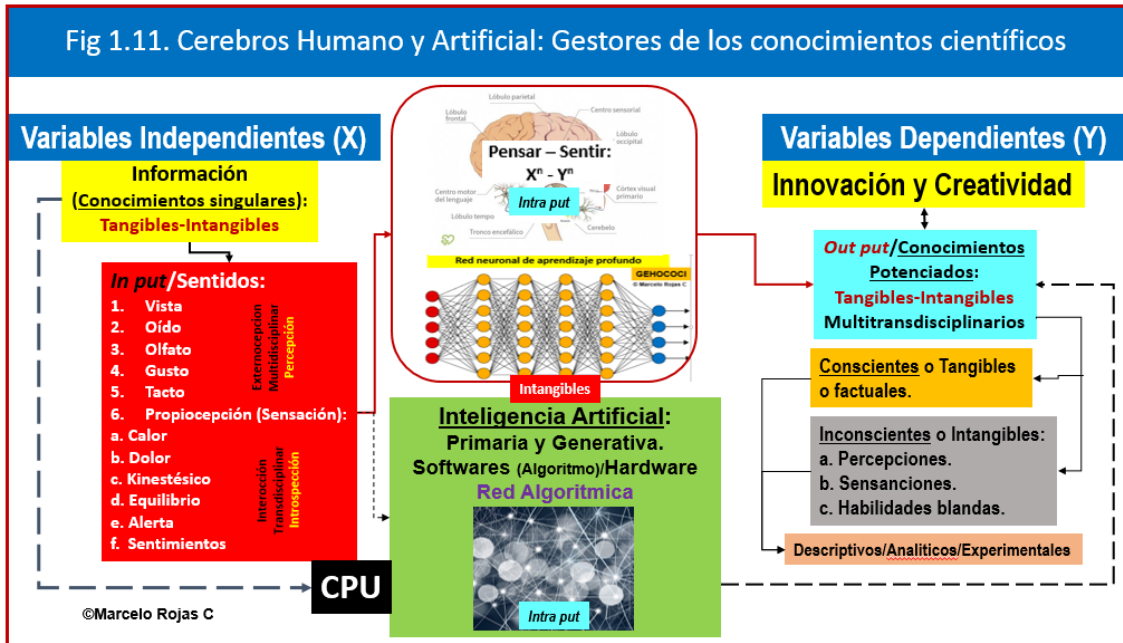 Fig 1.11. Cerebros Humano y Artificial: Gestores de los conocimientos científicos
Variables Independientes (X)
Información
(Conocimientos singulares):
Tangibles-Intangibles
In put/Sentidos:
1. Vista
2. Oído
3. Olfato
4. Gusto
5. Tacto
6. Propiocepción (Sensación):
a. Calor
b. Dolor
c. Kinestésico
d. Equilibrio
e. Alerta
f. Sentimientos
Externocepcion
Multidisciplinar
Percepción
Interocción
Transdisciplinar
Introspección
CPU
©Marcelo Rojas C
Lóbulo parietal
Lóbulo
frontal
Centro sensorial
Lóbulo
occipital
Pensar – Sentir:
Xⁿ - Yⁿ
Intra put
Centro motor
del lenguaje
Córtex visual
primario
Lóbulo tempo
Cerebelo
Tronco encefálico
Red neuronal de aprendizaje profundo
GEHOCOCI
© Marcelo Rojas C
Intangibles
Inteligencia Artificial:
Primaria y Generativa.
Softwares (Algoritmo)/Hardware
Red Algoritmica
Intra put
Variables Dependientes (Y)
Innovación y Creatividad
Out put/Conocimientos
Potenciados:
Tangibles-Intangibles
Multitransdisciplinarios
Conscientes o Tangibles
o factuales.
Inconscientes o Intangibles:
a. Percepciones.
b. Sensanciones.
c. Habilidades blandas.
Descriptivos/Analiticos/Experimentales